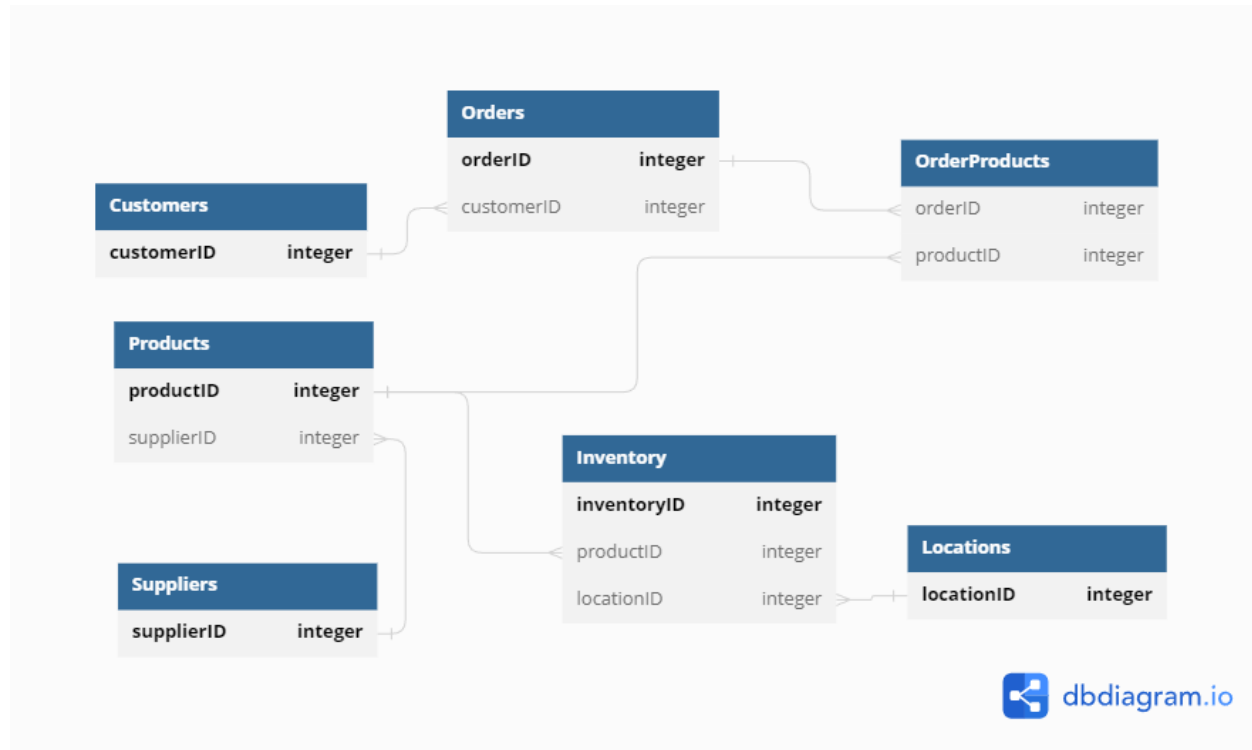 Orders
orderID integer
customerID integer
OrderProducts
orderID integer
productID integer
Customers
customerID integer
Products
productID integer
supplierID integer
Inventory
inventoryID integer
productID integer
locationID integer
Locations
locationID integer
Suppliers
supplierID integer
dbdiagram.io